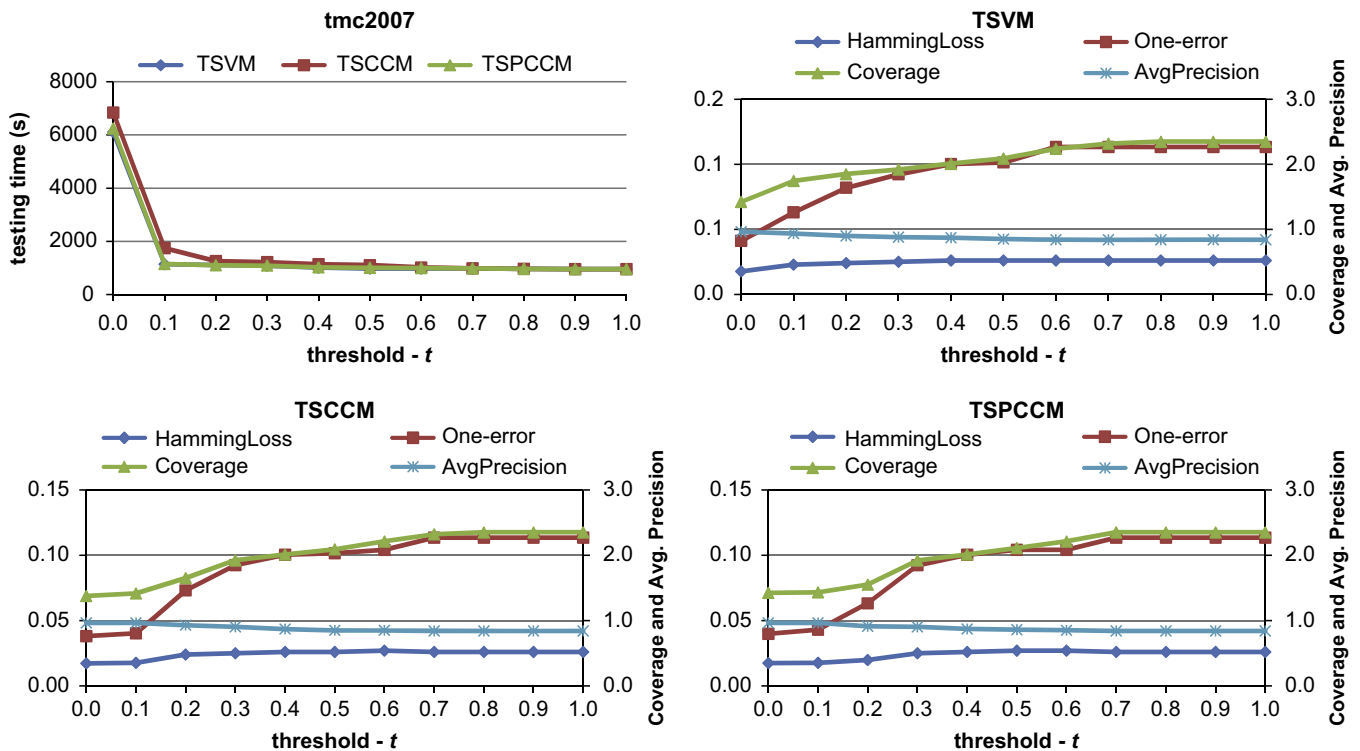 tmc2007
TSVM TSCCM TSPCCM
testing time (s)
8000
6000
4000
2000
0
0.0 0.1 0.2 0.3 0.4 0.5 0.6 0.7 0.8 0.9 1.0
threshold - t
TSVM
HammingLoss One-error
Coverage AvgPrecision
0.2
0.1
0.1
0.0
3.0
2.0
1.0
0.0
Coverage and Avg. Precision
0.0 0.1 0.2 0.3 0.4 0.5 0.6 0.7 0.8 0.9 1.0
threshold - t
TSCCM
HammingLoss One-error
Coverage AvgPrecision
0.15
0.10
0.05
0.00
3.0
2.0
1.0
0.0
Coverage and Avg. Precision
0.0 0.1 0.2 0.3 0.4 0.5 0.6 0.7 0.8 0.9 1.0
threshold - t
TSPCCM
HammingLoss One-error
Coverage AvgPrecision
0.15
0.10
0.05
0.00
3.0
2.0
1.0
0.0
Coverage and Avg. Precision
0.0 0.1 0.2 0.3 0.4 0.5 0.6 0.7 0.8 0.9 1.0
threshold - t